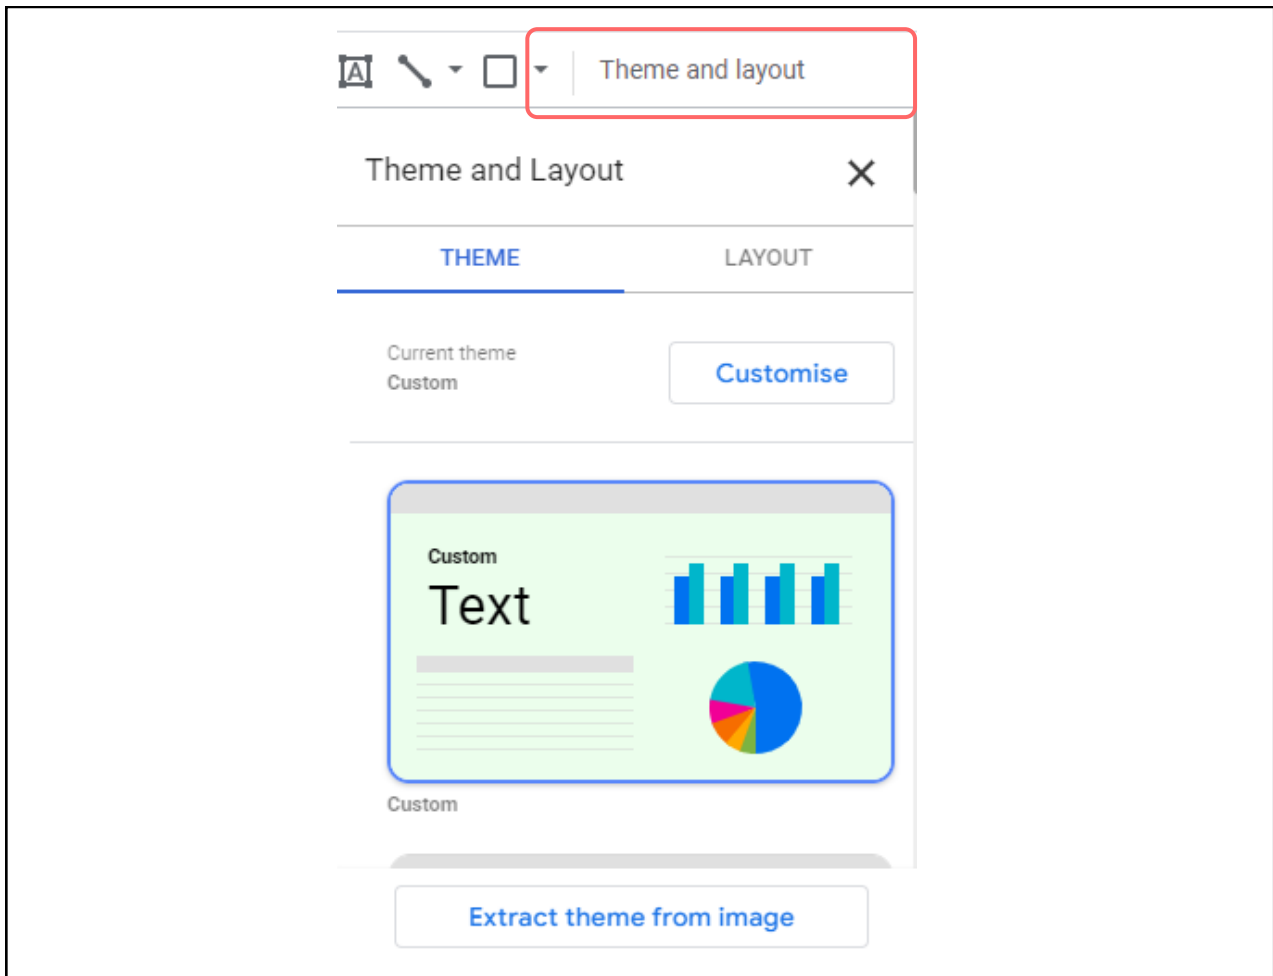 A
Theme and layout
Theme and Layout
THEME
LAYOUT
Current theme
Custom
Customise
Custom
Text
Custom
Extract theme from image